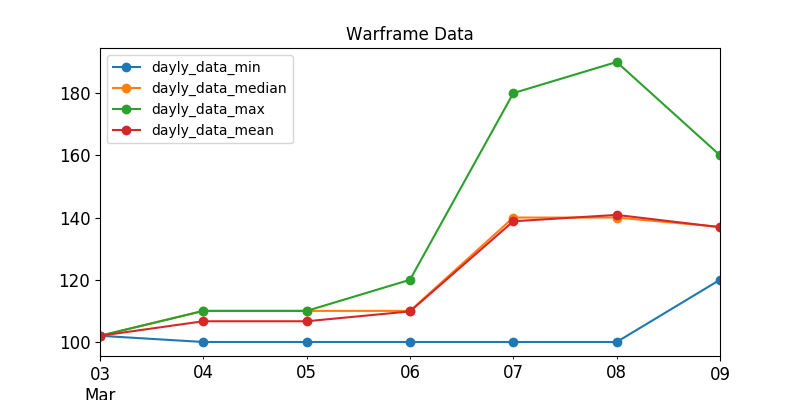 Warframe Data
dayly_data_min
dayly_data_median
dayly_data_max
dayly_data_mean
180
160
140
120
100
03 04 05 06 07 08 09
Mar